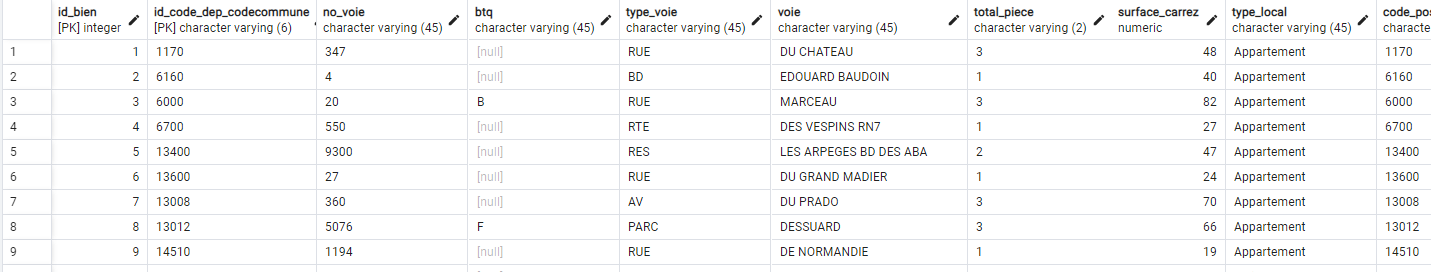 id_bien id_code_dep_codecommune no_voie btq type_voie voie total_piece surface_carrez type_local code_pos
[PK] integer [PK] character varying (6) character varying (45) character varying (45) character varying (45) character varying (45) character varying (2) numeric character varying (45) characte
1 1 1170 347 [null] RUE DU CHATEAU 3 48 Appartement 1170
2 2 6160 4 [null] BD EDOUARD BAUDOIN 1 40 Appartement 6160
3 3 6000 20 B RUE MARCEAU 3 82 Appartement 6000
4 4 6700 550 [null] RTE DES VESPINS RN7 1 27 Appartement 6700
5 5 13400 9300 [null] RES LES ARPEGES BD DES ABA 2 47 Appartement 13400
6 6 13600 27 [null] RUE DU GRAND MADIER 1 24 Appartement 13600
7 7 13008 360 [null] AV DU PRADO 3 70 Appartement 13008
8 8 13012 5076 F PARC DESSUARD 3 66 Appartement 13012
9 9 14510 1194 [null] RUE DE NORMANDIE 1 19 Appartement 14510